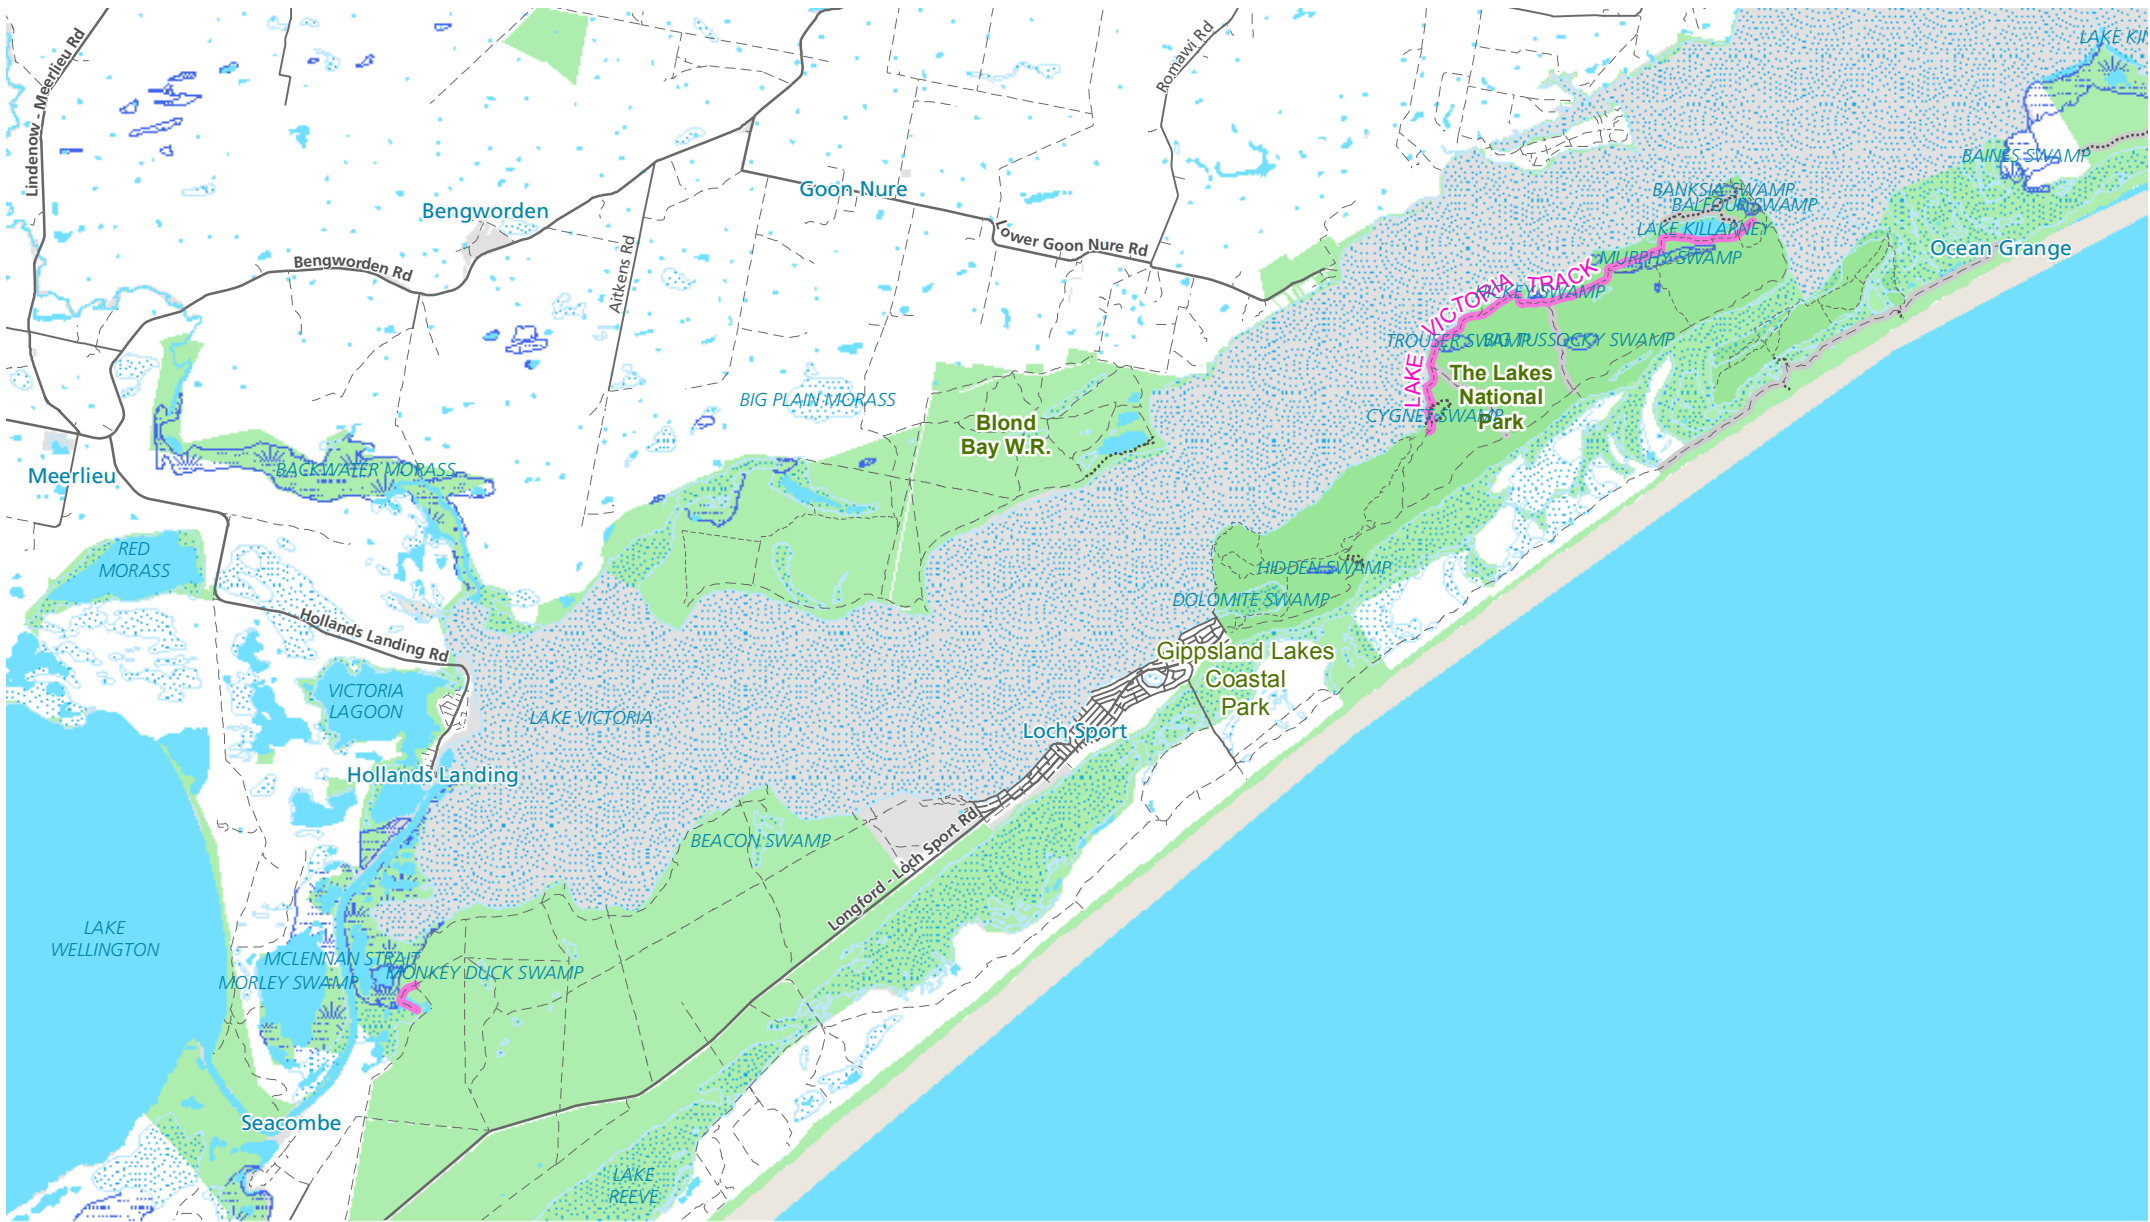 LAKE KIN
Lindenow - Meerlieu Rd
Romawi Rd
BAINES SWAMP
Goon Nure
BANKSIA SWAMP
BALFOUR SWAMP
Bengworden
LAKE KILLARNEY
Lower Goon Nure Rd
Ocean Grange
MURPHY SWAMP
Bengworden Rd
Aitkens Rd
LAKE VICTORIA TRACK
HICKEY SWAMP
TROUSER SWAMP
BIG TUSSOCKY SWAMP
The Lakes
National
Park
BIG PLAIN MORASS
CYGNET SWAMP
Blond
Bay W.R.
BACKWATER MORASS
Meerlieu
RED
MORASS
HIDDEN SWAMP
DOLOMITE SWAMP
Hollands Landing Rd
Gippsland Lakes
Coastal
Park
VICTORIA
LAGOON
LAKE VICTORIA
Loch Sport
Hollands Landing
BEACON SWAMP
Longford - Loch Sport Rd
LAKE
WELLINGTON
MCLENNAN STRAIT
MONKEY DUCK SWAMP
MORLEY SWAMP
Seacombe
LAKE
REEVE